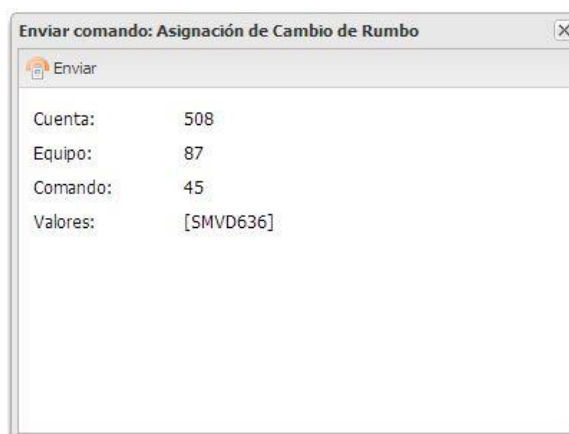 Enviar comando: Asignación de Cambio de Rumbo
Enviar
Cuenta: 508
Equipo: 87
Comando: 45
Valores: [SMVD636]